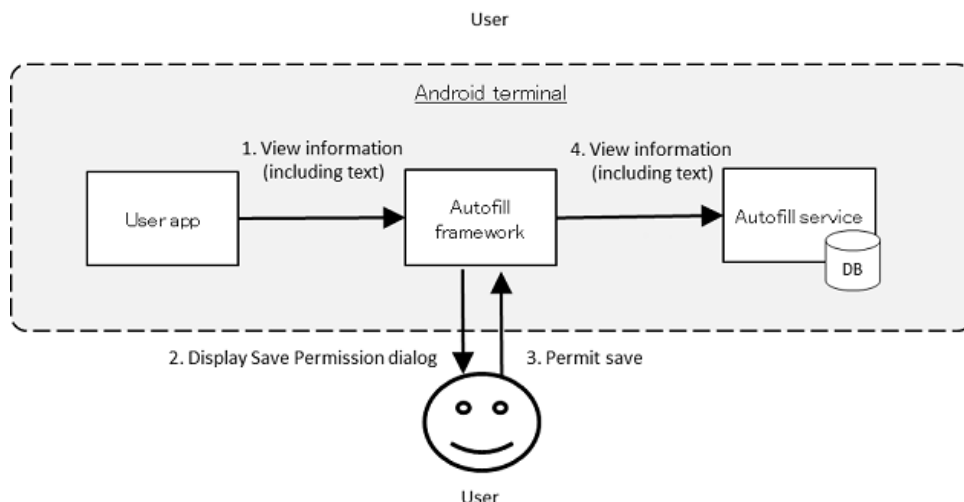 User
Android terminal
1. View information
(including text)
4. View information
(including text)
User app
Autofill
framework
Autofill service
DB
2. Display Save Permission dialog
3. Permit save
User